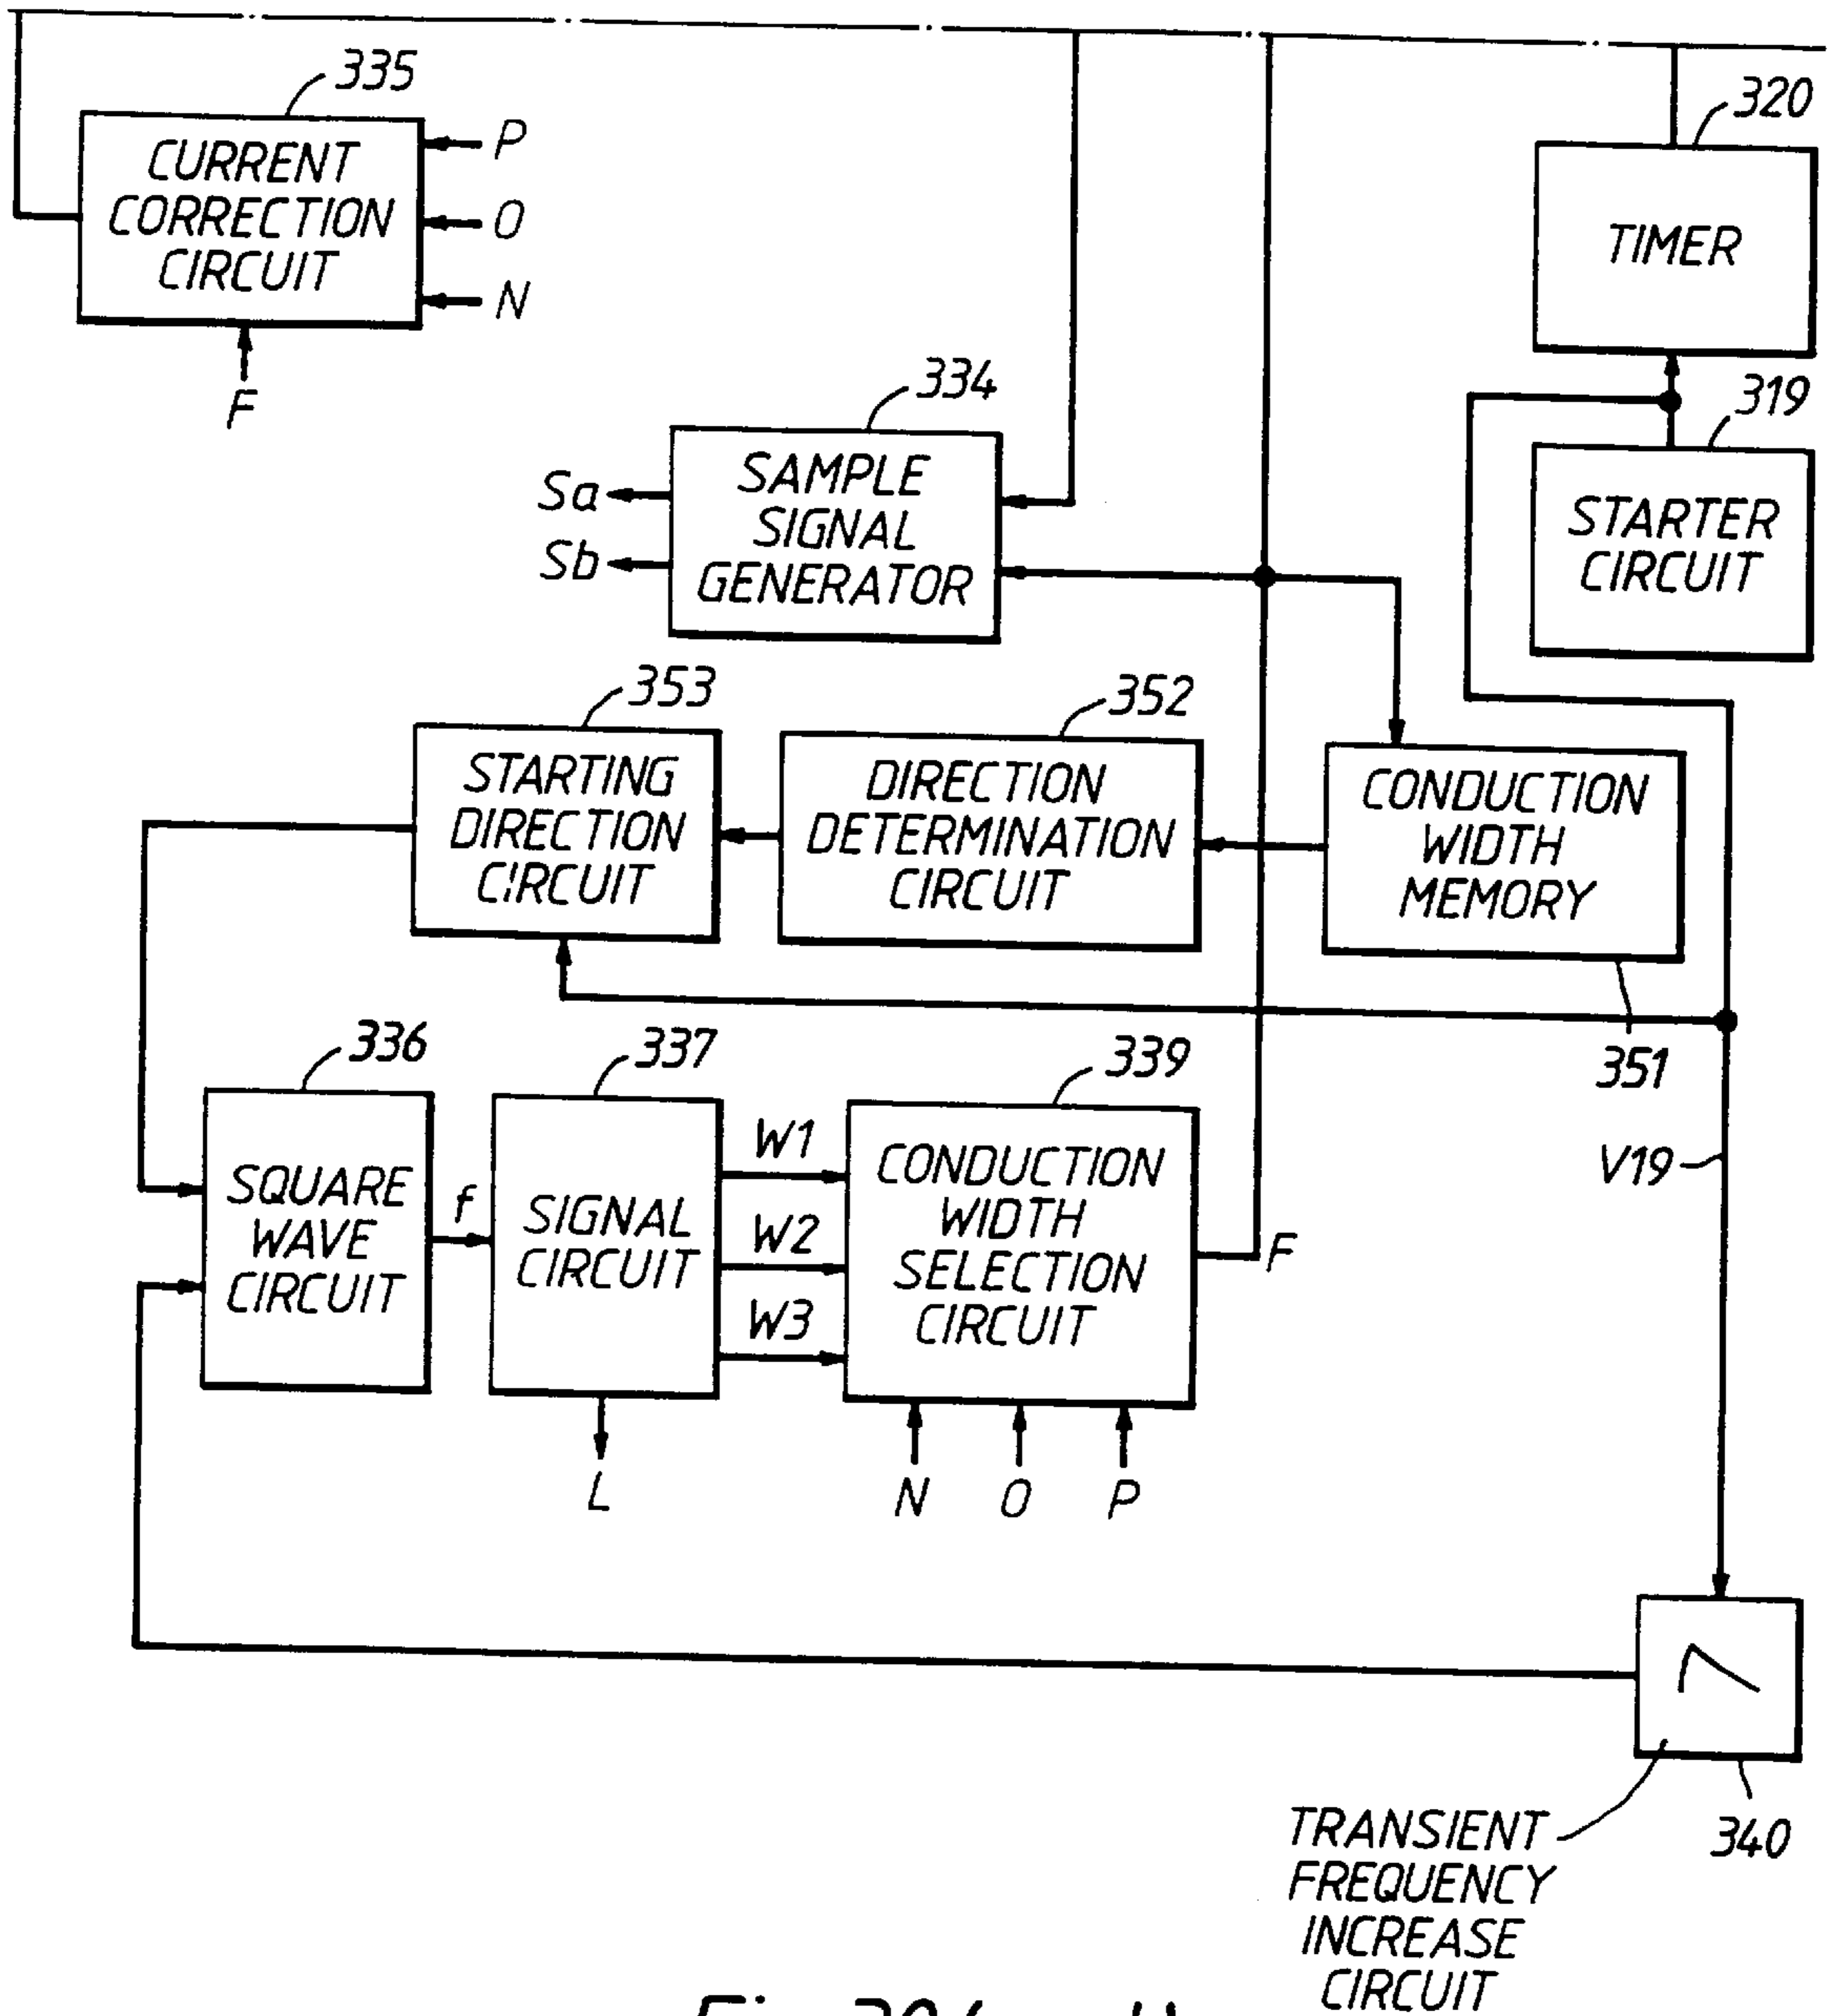 335
320
CURRENT
CORRECTION
CIRCUIT
P
O
N
F
TIMER
334
319
SAMPLE
SIGNAL
GENERATOR
Sa
Sb
STARTER
CIRCUIT
353
352
STARTING
DIRECTION
CIRCUIT
DIRECTION
DETERMINATION
CIRCUIT
CONDUCTION
WIDTH
MEMORY
351
336
337
339
SQUARE
WAVE
CIRCUIT
f
SIGNAL
CIRCUIT
W1
W2
W3
CONDUCTION
WIDTH
SELECTION
CIRCUIT
F
V19
L
N
O
P
340
TRANSIENT
FREQUENCY
INCREASE
CIRCUIT